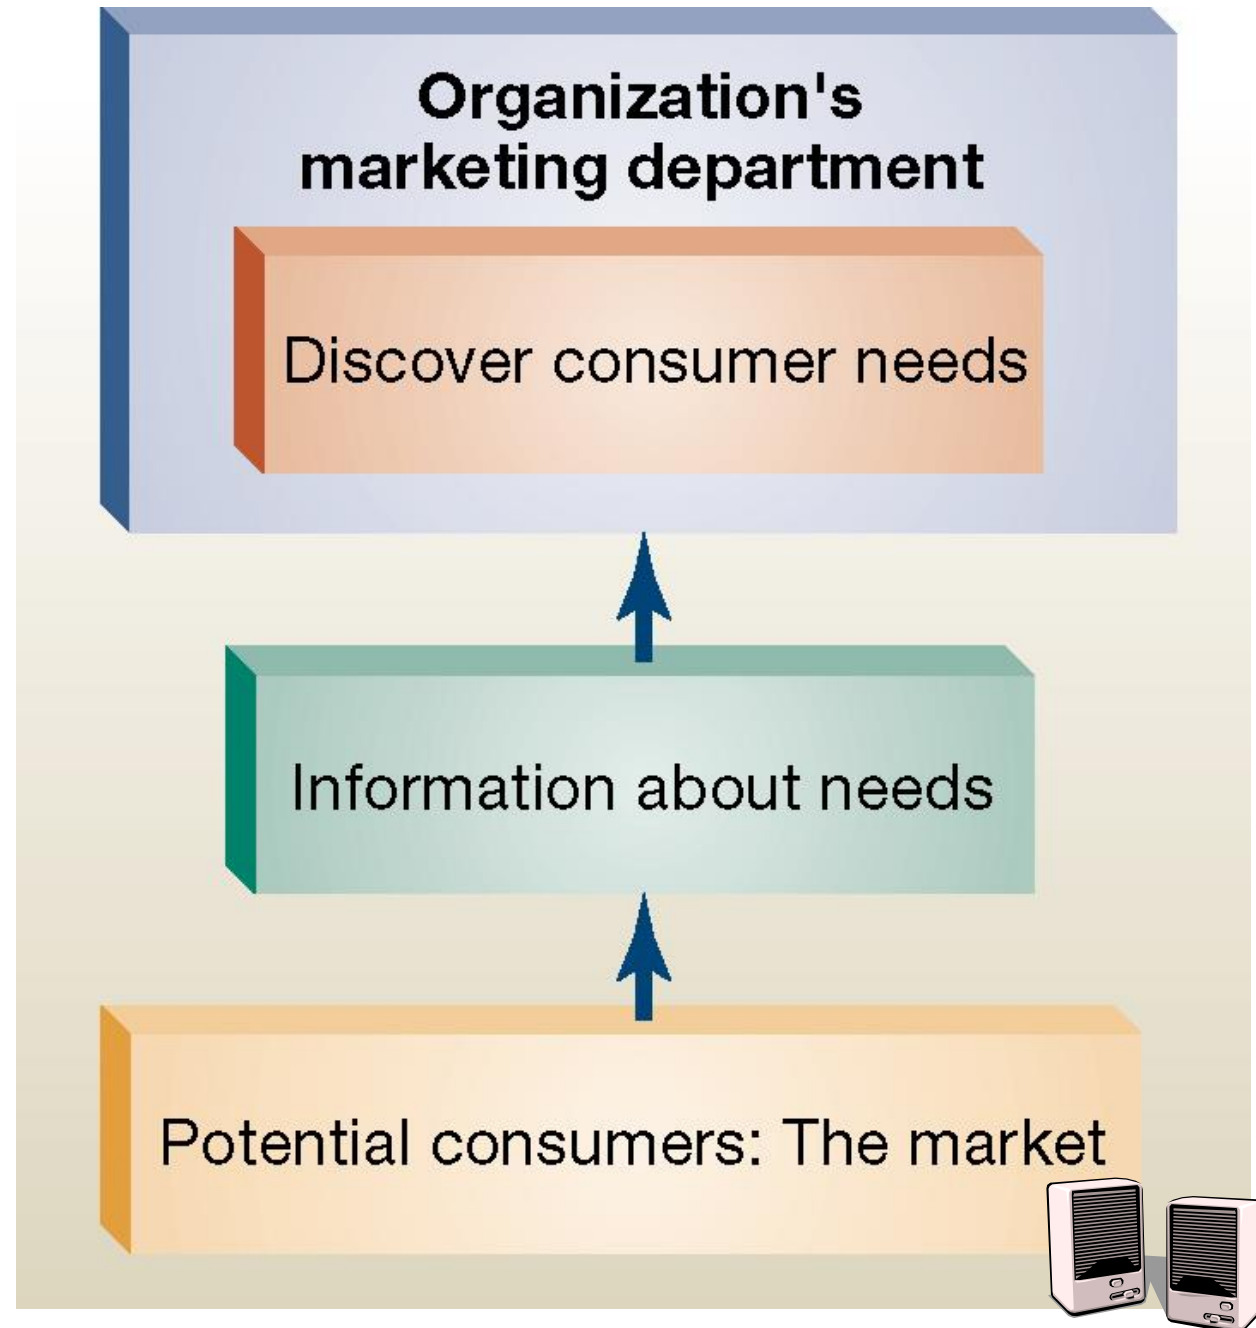 Organization's
marketing department
Discover consumer needs
Information about needs
Potential consumers: The market